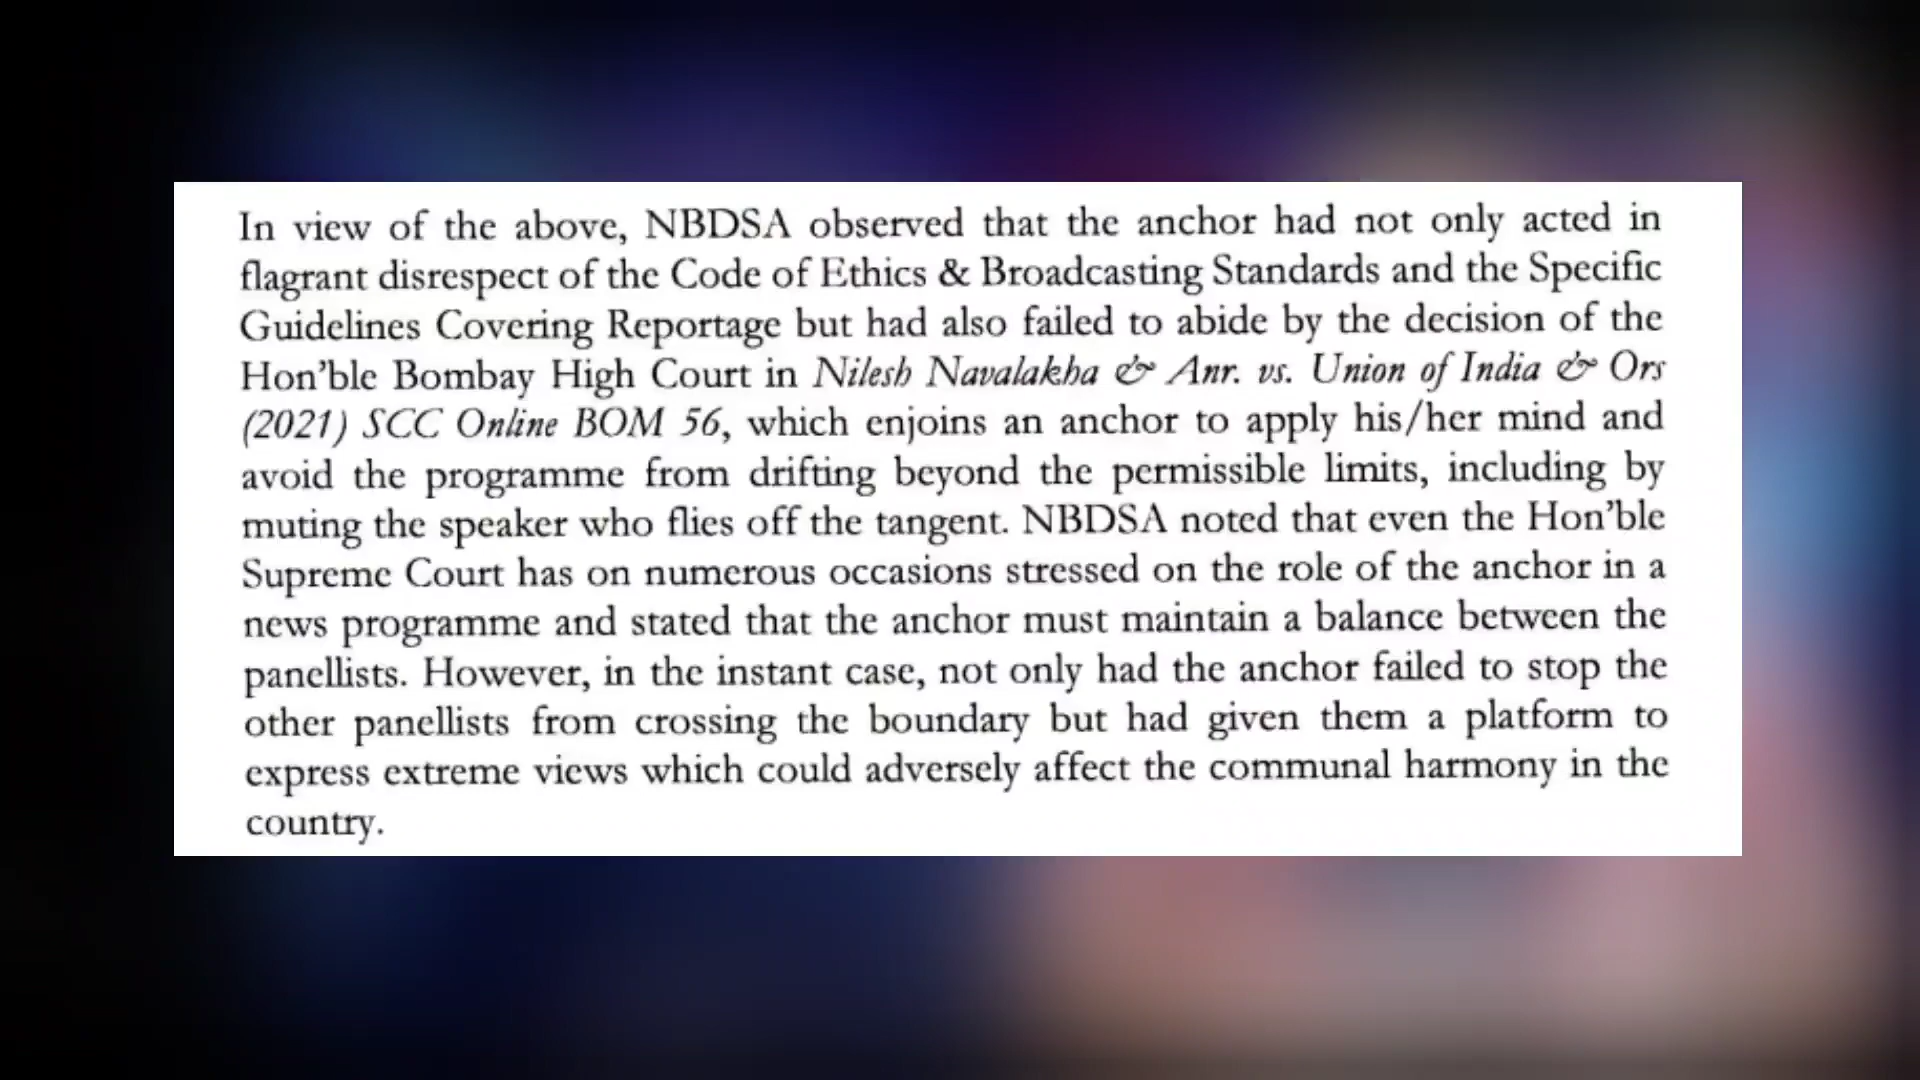 In view of the above, NBDSA observed that the anchor had not only acted in
flagrant disrespect of the Code of Ethics & Broadcasting Standards and the Specific
Guidelines Covering Reportage but had also failed to abide by the decision of the
Hon'ble Bombay High Court in Nilesh Navalakha & Anr. vs. Union of India & Ors
(2021) SCC Online BOM 56, which enjoins an anchor to apply his/her mind and
avoid the programme from drifting beyond the permissible limits, including by
muting the speaker who flies off the tangent. NBDSA noted that even the Hon'ble
Supreme Court has on numerous occasions stressed on the role of the anchor in a
news programme and stated that the anchor must maintain a balance between the
panellists. However, in the instant case, not only had the anchor failed to stop the
other panellists from crossing the boundary but had given them a platform to
express extreme views which could adversely affect the communal harmony in the
country.